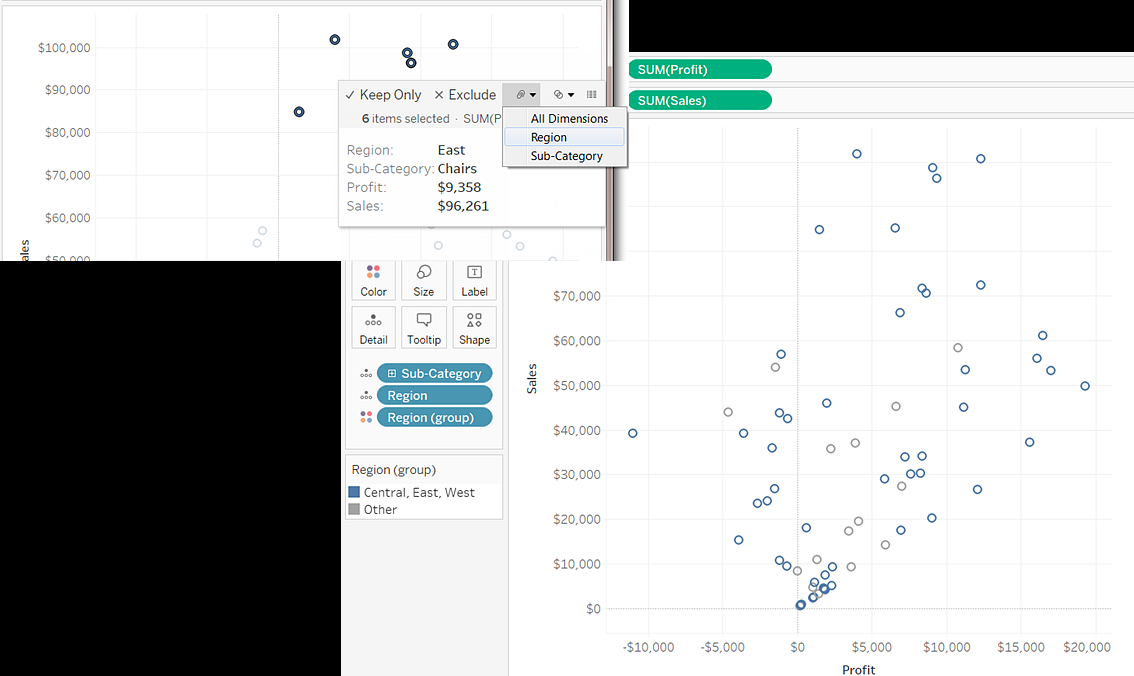 $100,000
$90,000
$80,000
$70,000
$60,000
$50,000
Sales
Keep Only
Exclude
6 items selected · SUM(P
All Dimensions
Region
Sub-Category
Region: East
Sub-Category: Chairs
Profit: $9,358
Sales: $96,261
SUM(Profit)
SUM(Sales)
Color
Size
Label
Detail
Tooltip
Shape
Sub-Category
Region
Region (group)
Region (group)
Central, East, West
Other
$70,000
$60,000
$50,000
$40,000
$30,000
$20,000
$10,000
$0
Sales
-$10,000
-$5,000
$0
$5,000
$10,000
$15,000
$20,000
Profit